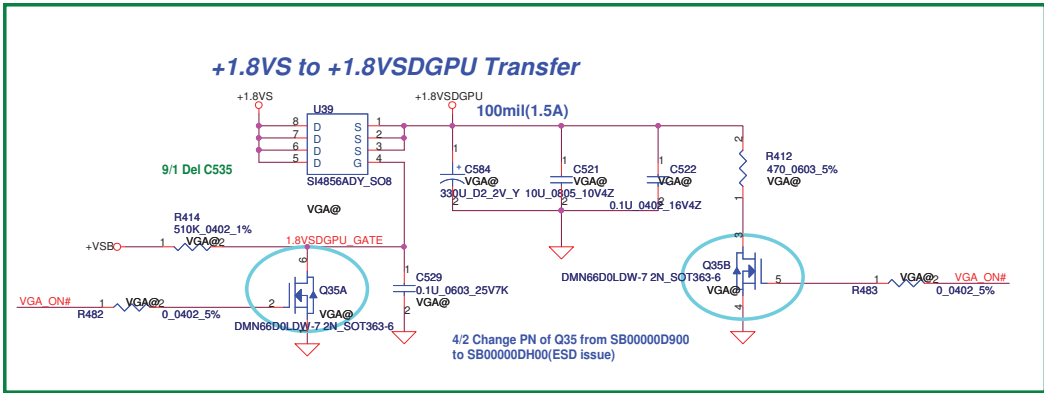 +1.8VS to +1.8VSDGPU Transfer
+1.8VS
+1.8VSDGPU
U39
100mil(1.5A)
8 D S 1
7 D S 2
6 D S 3
5 D G 4
SI4856ADY_SO8
VGA@
9/1 Del C535
1
+ C584
VGA@
330U_D2_2V_Y
2
1
C521
VGA@
10U_0805_10V4Z
2
1
C522
VGA@
0.1U_0402_16V4Z
2
2
R412
470_0603_5%
VGA@
1
R414
510K_0402_1%
+VSB
1 VGA@ 2
1.8VSDGPU_GATE
6
Q35A
VGA@
2
DMN66D0LDW-7 2N_SOT363-6
1
VGA_ON#
1 VGA@ 2
R482
0_0402_5%
1
C529
0.1U_0603_25V7K
VGA@
2
3
Q35B
DMN66D0LDW-7 2N_SOT363-6
VGA@
5
4
1 VGA@ 2
R483
0_0402_5%
VGA_ON#
4/2 Change PN of Q35 from SB00000D900
to SB00000DH00(ESD issue)